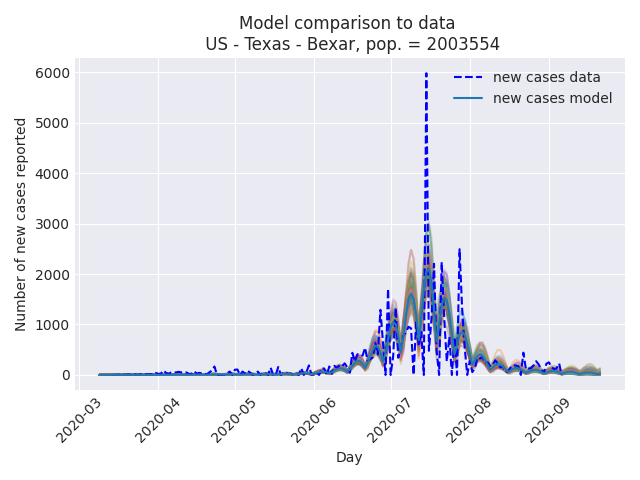 Model comparison to data
US - Texas - Bexar, pop. = 2003554
new cases data
new cases model
Number of new cases reported
6000
5000
4000
3000
2000
1000
0
2020-03
2020-04
2020-05
2020-06
2020-07
2020-08
2020-09
Day